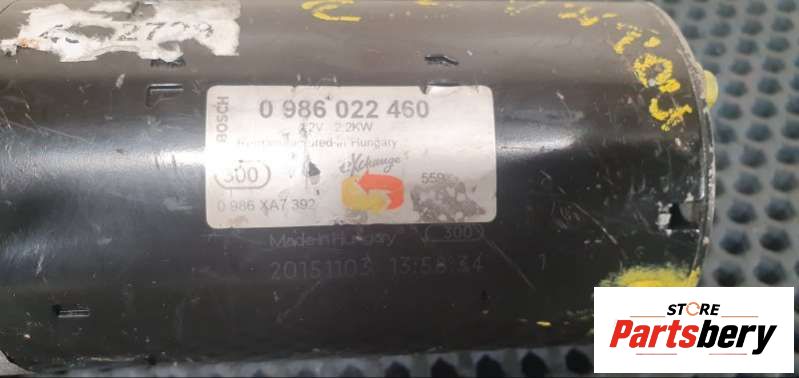 BOSCH
0 986 022 460
12V 2.2KW
Remanufactured in Hungary
300
eXchange
559
0 986 XA7 392
Made in Hungary
300
20151103 13:58:34 1
STORE
Partsbery